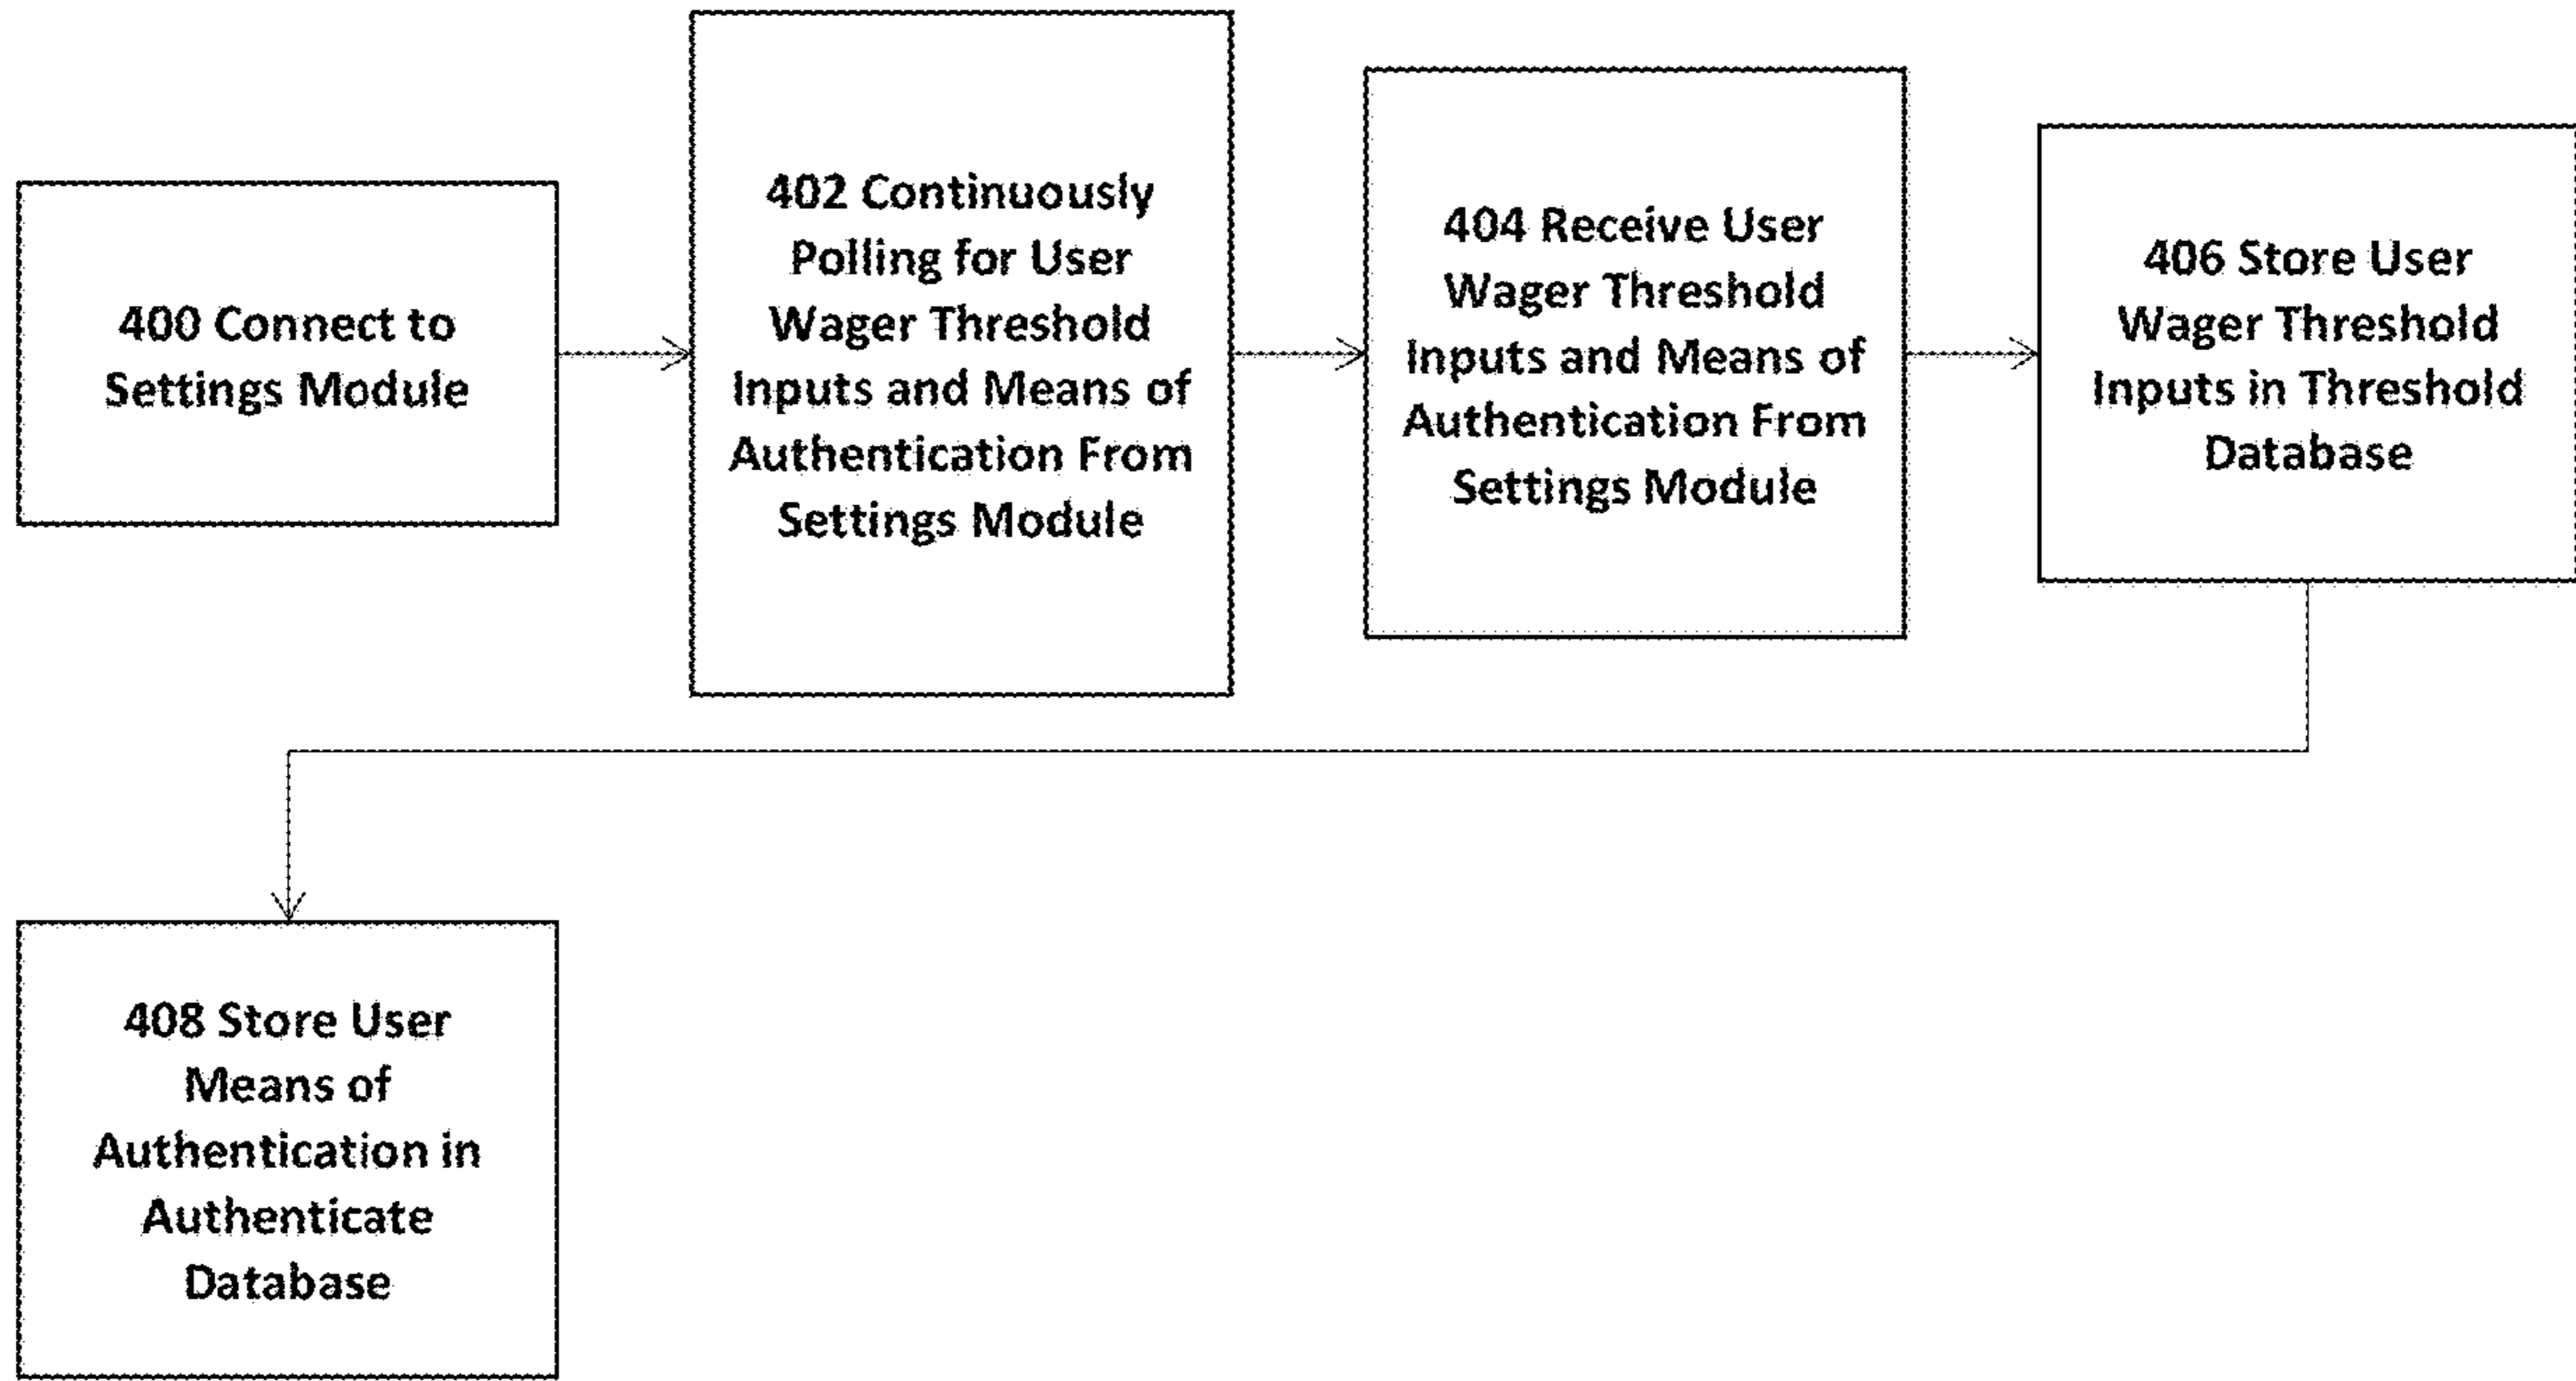 400 Connect to
Settings Module
402 Continuously
Polling for User
Wager Threshold
Inputs and Means of
Authentication From
Settings Module
404 Receive User
Wager Threshold
Inputs and Means of
Authentication From
Settings Module
406 Store User
Wager Threshold
Inputs in Threshold
Database
408 Store User
Means of
Authentication in
Authenticate
Database